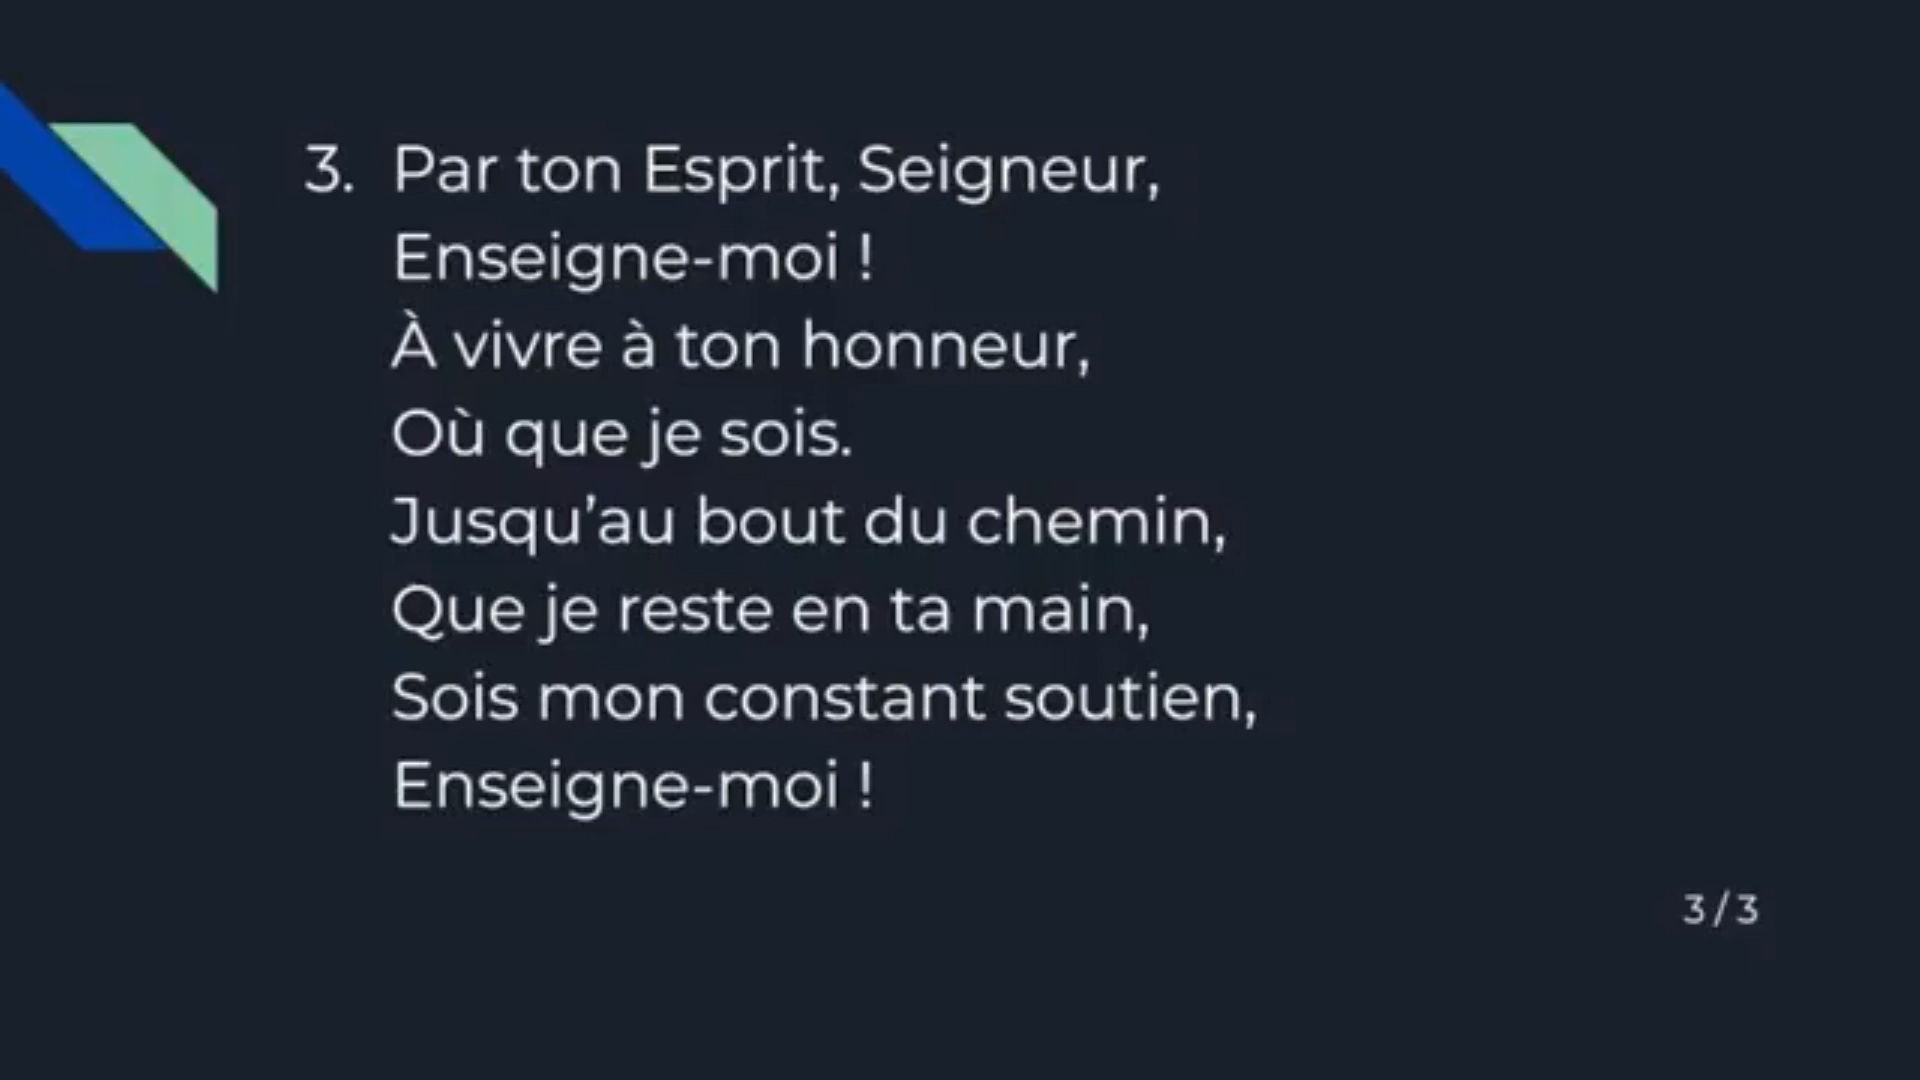 3. Par ton Esprit, Seigneur,
Enseigne-moi !
À vivre à ton honneur,
Où que je sois.
Jusqu’au bout du chemin,
Que je reste en ta main,
Sois mon constant soutien,
Enseigne-moi !
3 / 3